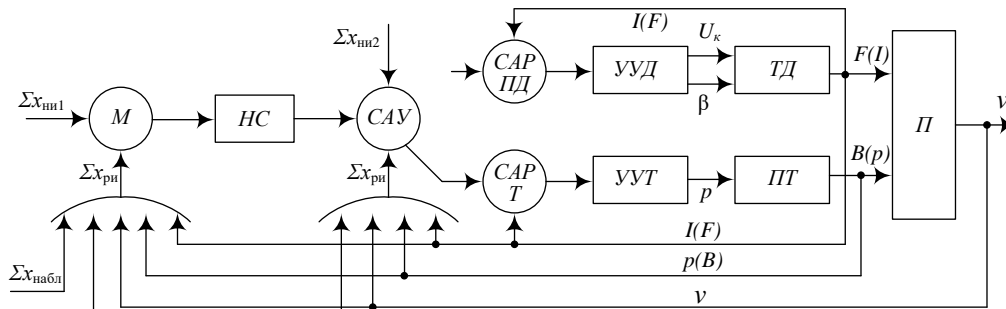 I(F)
Σxни2
САР
ПД
УУД
Uк
β
ТД
F(I)
П
v
Σxни1
М
НС
САУ
Σxри
Σxри
САР
Т
УУТ
p
ПТ
B(p)
I(F)
p(B)
Σxнабл
v